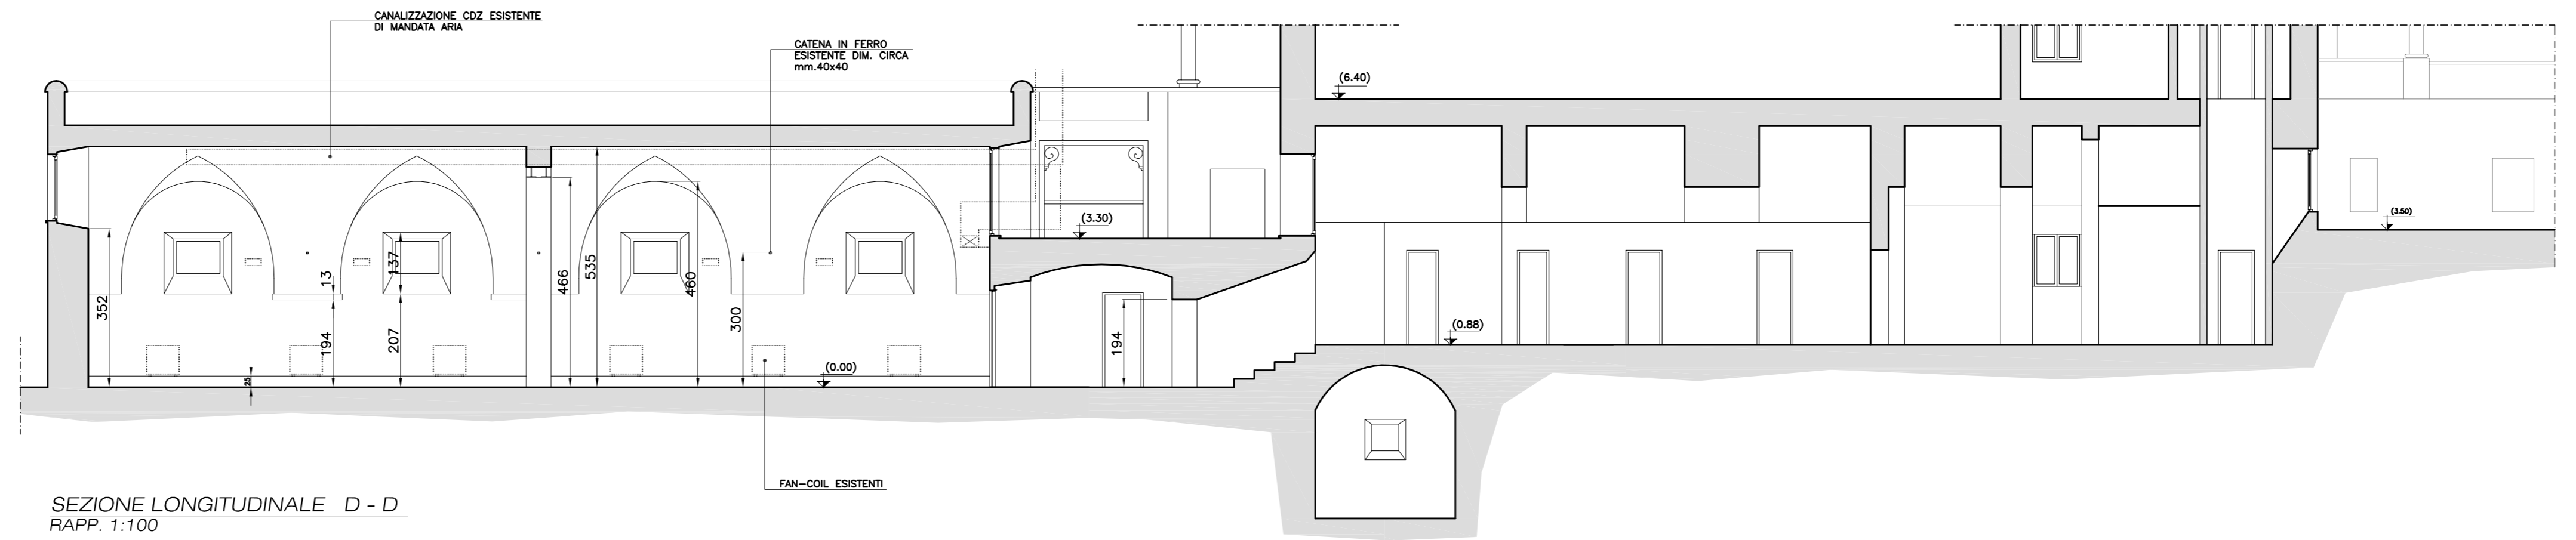 CANALIZZAZIONE CDZ ESISTENTE
DI MANDATA ARIA
CATENA IN FERRO
ESISTENTE DIM. CIRCA
mm.40x40
(6.40)
(3.30)
(3.50)
13
137
466
535
460
352
300
194
207
194
(0.88)
(0.00)
25
FAN-COIL ESISTENTI
SEZIONE LONGITUDINALE D - D
RAPP. 1:100